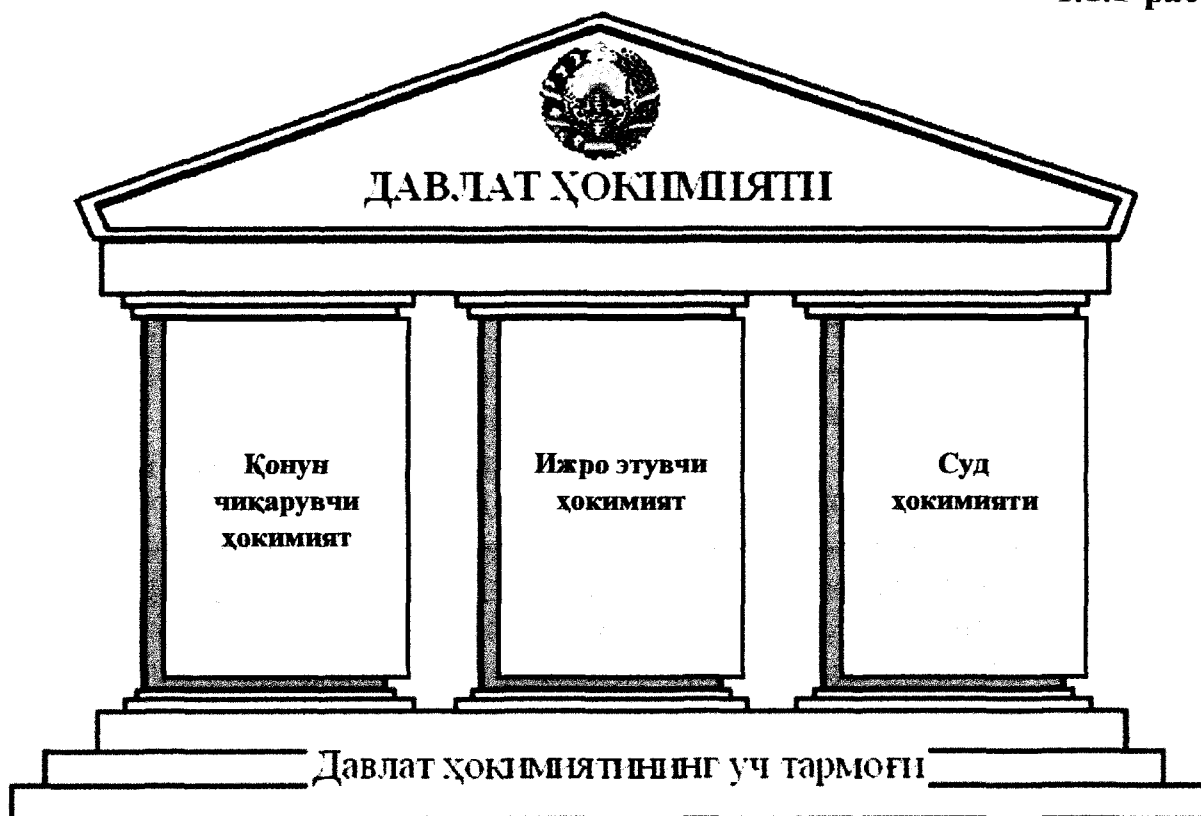 ДАВЛАТ ҲОКИМИЯТИ
Қонун
чиқарувчи
ҳокимият
Ижро этувчи
ҳокимият
Суд
ҳокимияти
Давлат ҳокимиятининг уч тармоғи